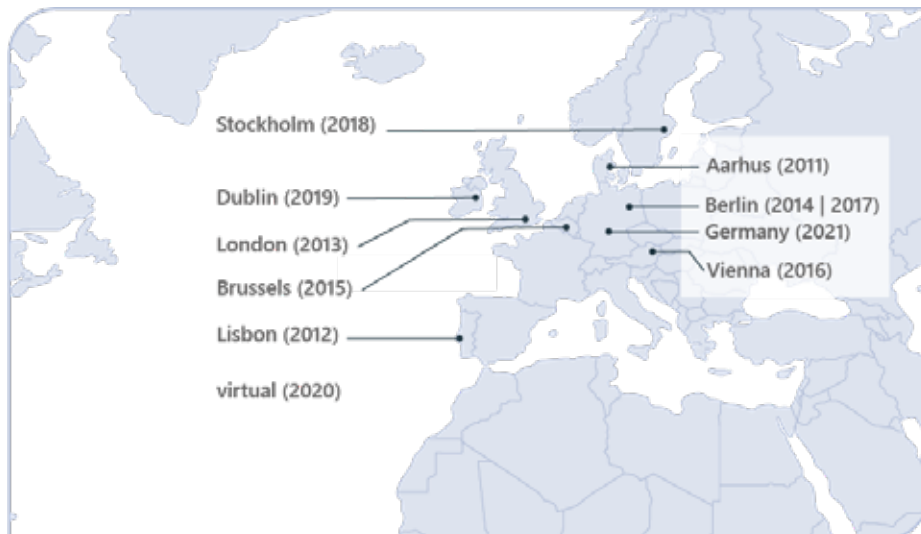 Stockholm (2018)
Dublin (2019)
London (2013)
Brussels (2015)
Lisbon (2012)
virtual (2020)
Aarhus (2011)
Berlin (2014 | 2017)
Germany (2021)
Vienna (2016)